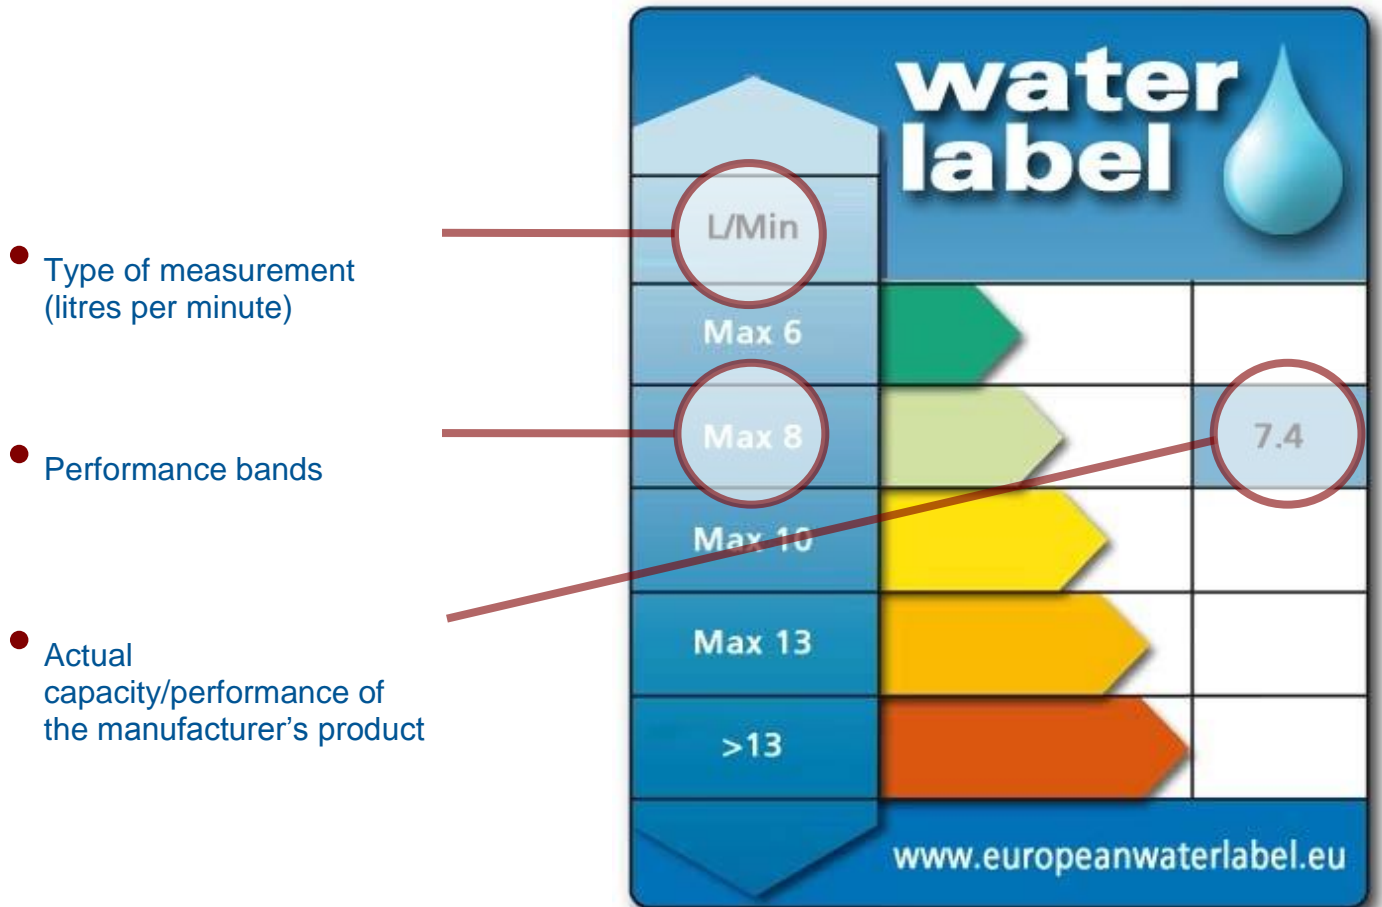 water
label
L/Min
Type of measurement
(litres per minute)
Max 6
Max 8
7.4
Performance bands
Max 10
Max 13
Actual
capacity/performance of
the manufacturer’s product
>13
www.europeanwaterlabel.eu